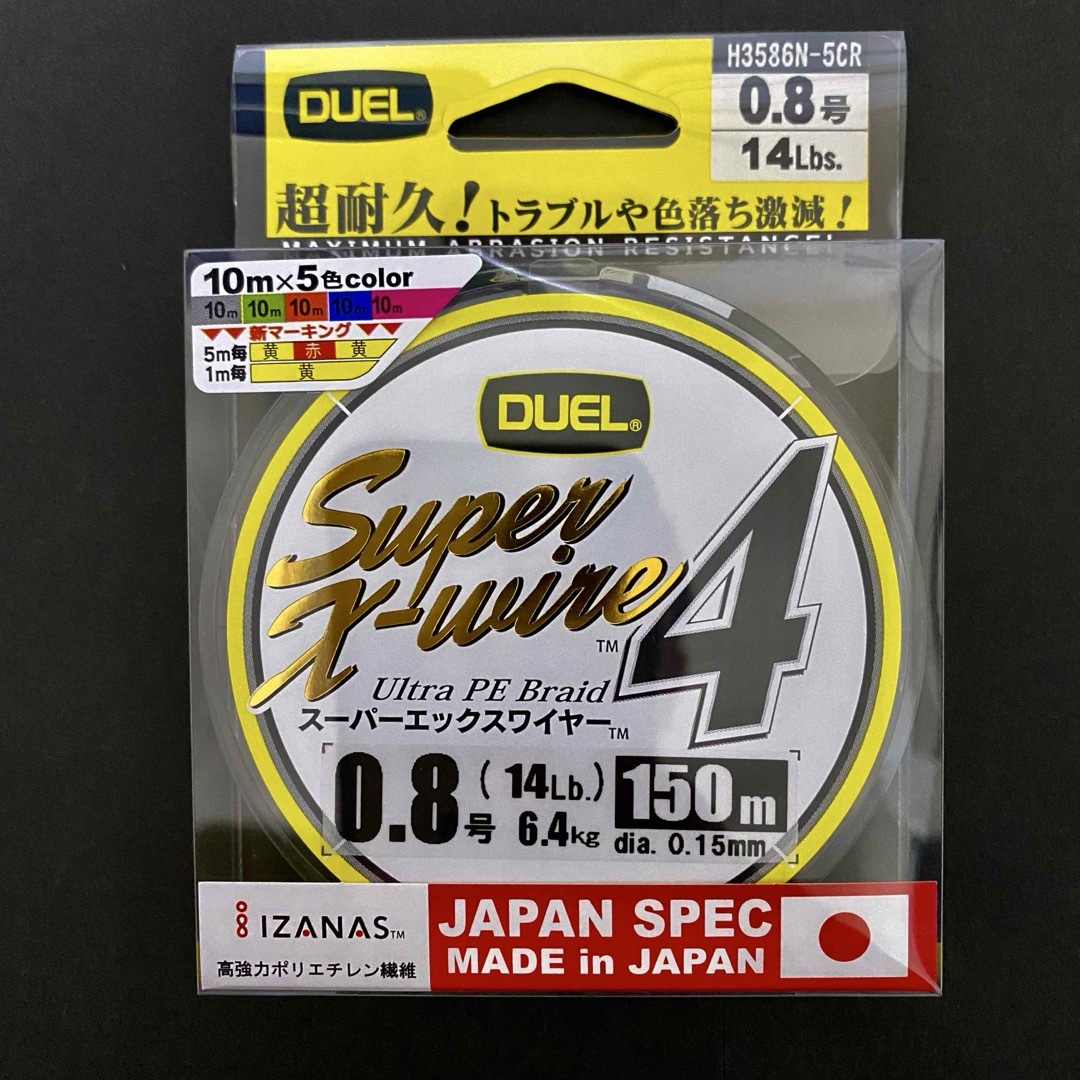 DUEL®
H3586N-5CR
0.8号
14Lbs.
超耐久!トラブルや色落ち激減!
MAXIMUM ABRASION RESISTANCE!
10m×5色color
10m 10m 10m 10m 10m
新マーキング
5m毎 黄 赤 黄
1m毎 黄
DUEL®
Super
X-wire™ 4
Ultra PE Braid
スーパーエックスワイヤー™
0.8号 (14Lb.) 150m
6.4kg dia. 0.15mm
IZANAS™
高強力ポリエチレン繊維
JAPAN SPEC
MADE in JAPAN